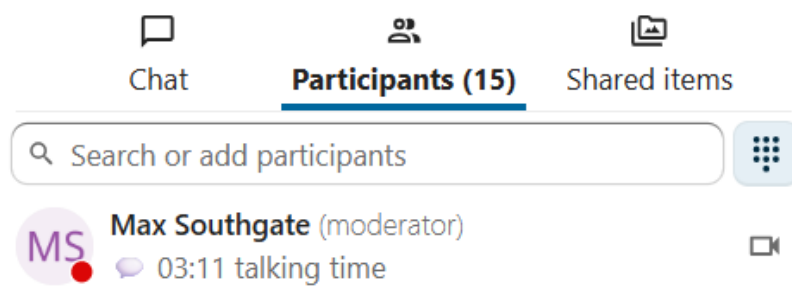 Chat Participants (15) Shared items
Search or add participants
Max Southgate (moderator)
MS
03:11 talking time